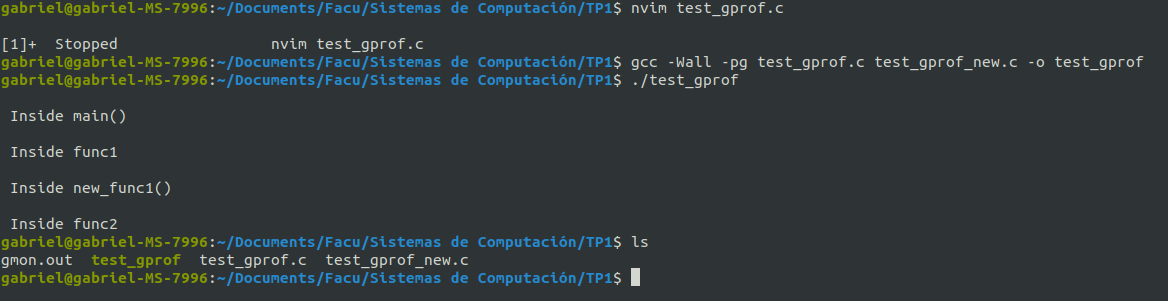 gabriel@gabriel-MS-7996:~/Documents/Facu/Sistemas de Computación/TP1$ nvim test_gprof.c
[1]+  Stopped                 nvim test_gprof.c
gabriel@gabriel-MS-7996:~/Documents/Facu/Sistemas de Computación/TP1$ gcc -Wall -pg test_gprof.c test_gprof_new.c -o test_gprof
gabriel@gabriel-MS-7996:~/Documents/Facu/Sistemas de Computación/TP1$ ./test_gprof
Inside main()
Inside func1
Inside new_func1()
Inside func2
gabriel@gabriel-MS-7996:~/Documents/Facu/Sistemas de Computación/TP1$ ls
gmon.out  test_gprof  test_gprof.c  test_gprof_new.c
gabriel@gabriel-MS-7996:~/Documents/Facu/Sistemas de Computación/TP1$